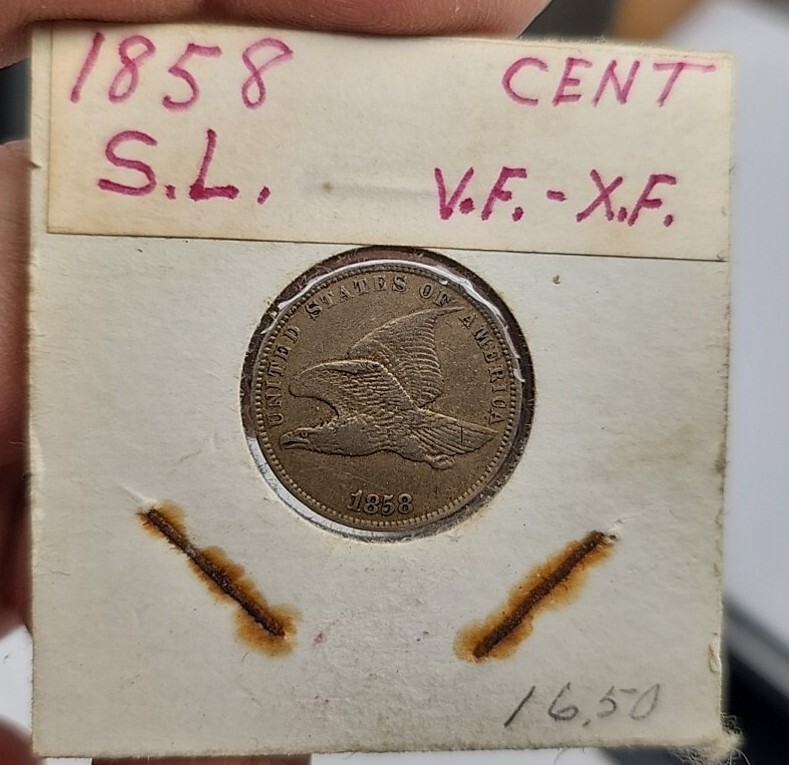 1858 CENT
S.L. V.F.-X.F.
UNITED STATES OF AMERICA
1858
16.50